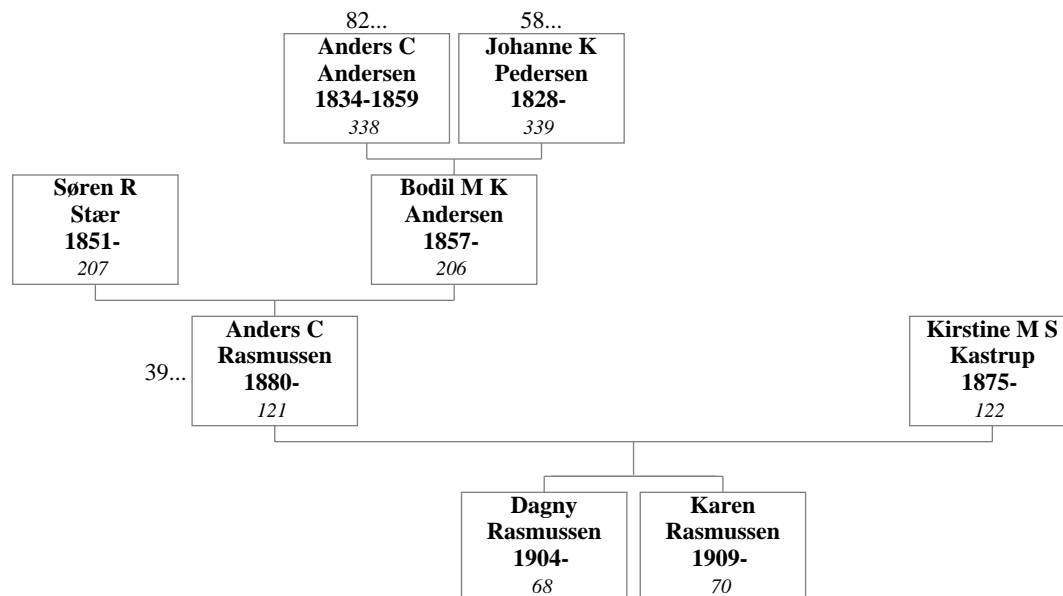 82...
58...
Anders C
Andersen
1834-1859
338
Johanne K
Pedersen
1828-
339
Søren R
Stær
1851-
207
Bodil M K
Andersen
1857-
206
39...
Anders C
Rasmussen
1880-
121
Kirstine M S
Kastrup
1875-
122
Dagny
Rasmussen
1904-
68
Karen
Rasmussen
1909-
70